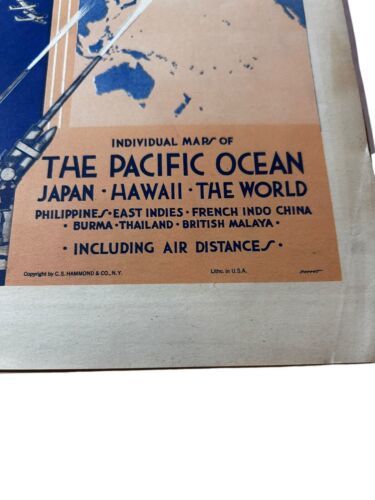 INDIVIDUAL MAPS OF
THE PACIFIC OCEAN
JAPAN · HAWAII · THE WORLD
PHILIPPINES · EAST INDIES · FRENCH INDO CHINA
· BURMA · THAILAND · BRITISH MALAYA ·
· INCLUDING AIR DISTANCES ·
Copyright by C. S. HAMMOND & CO., N.Y. Litho. in U.S.A.